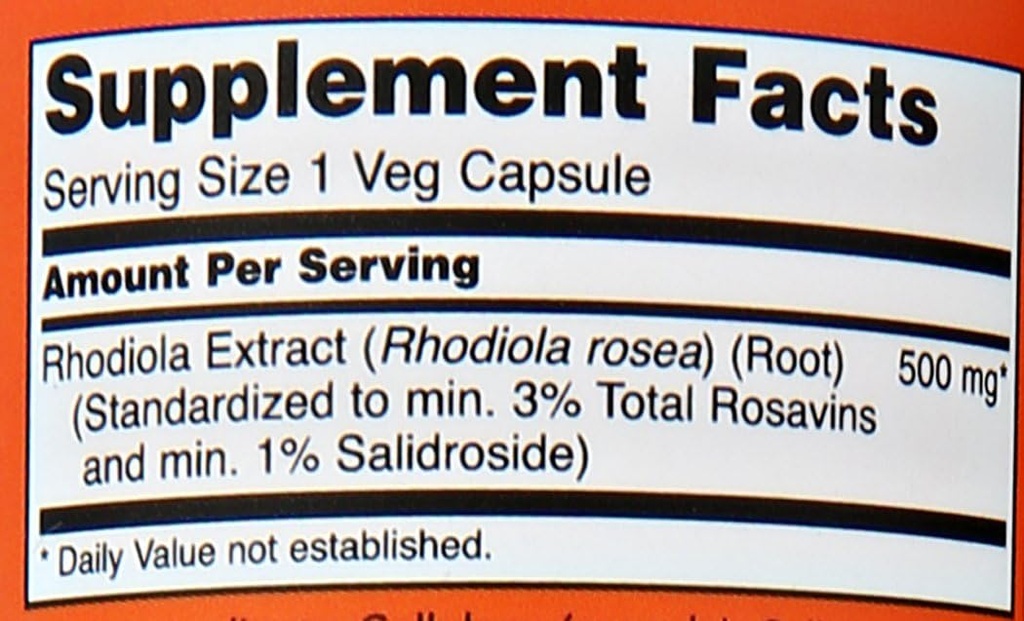 Supplement Facts
Serving Size 1 Veg Capsule
Amount Per Serving
Rhodiola Extract (Rhodiola rosea) (Root) 500 mg*
(Standardized to min. 3% Total Rosavins
and min. 1% Salidroside)
* Daily Value not established.